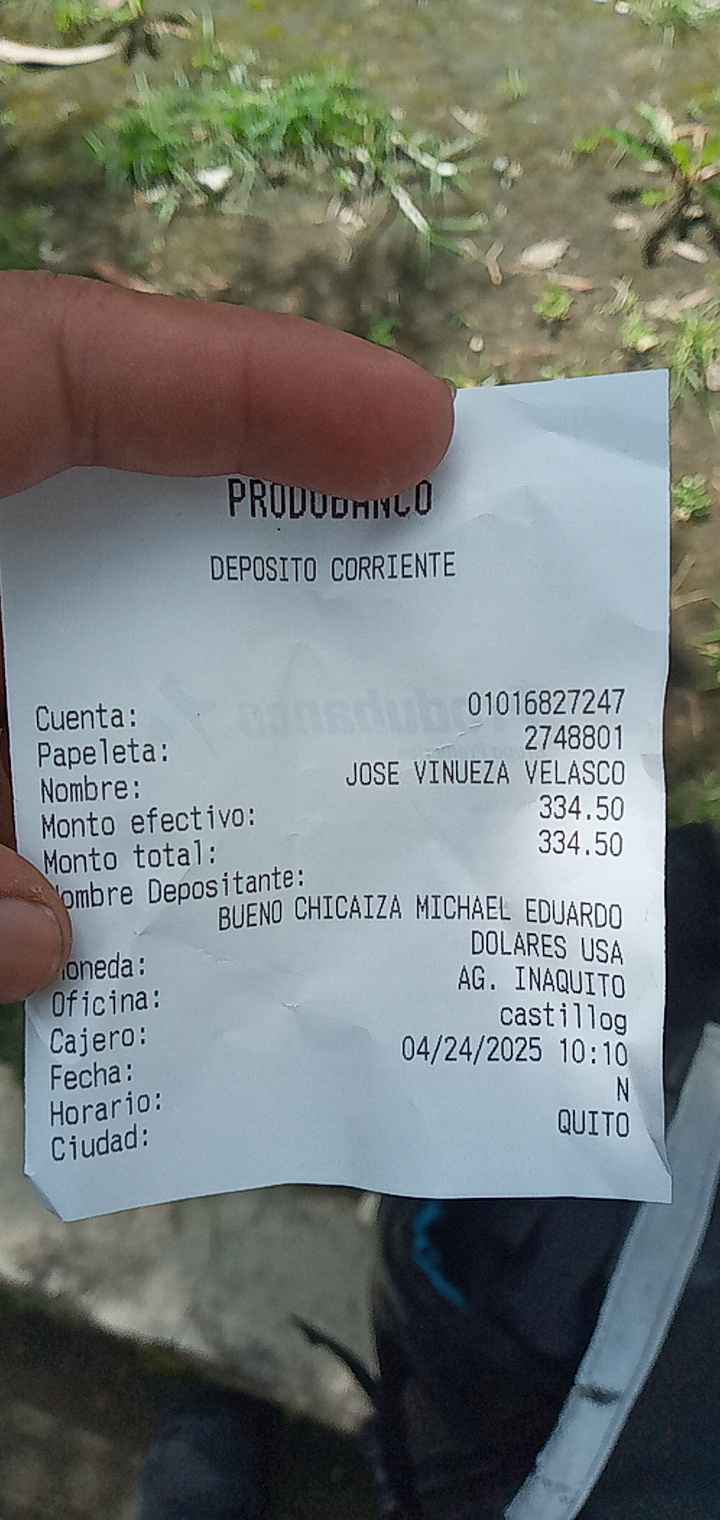 PRODUBANCO
DEPOSITO CORRIENTE
Cuenta: 01016827247
Papeleta: 2748801
Nombre: JOSE VINUEZA VELASCO
Monto efectivo: 334.50
Monto total: 334.50
Nombre Depositante:
BUENO CHICAIZA MICHAEL EDUARDO
Moneda: DOLARES USA
Oficina: AG. INAQUITO
Cajero: castillog
Fecha: 04/24/2025 10:10
Horario: N
Ciudad: QUITO